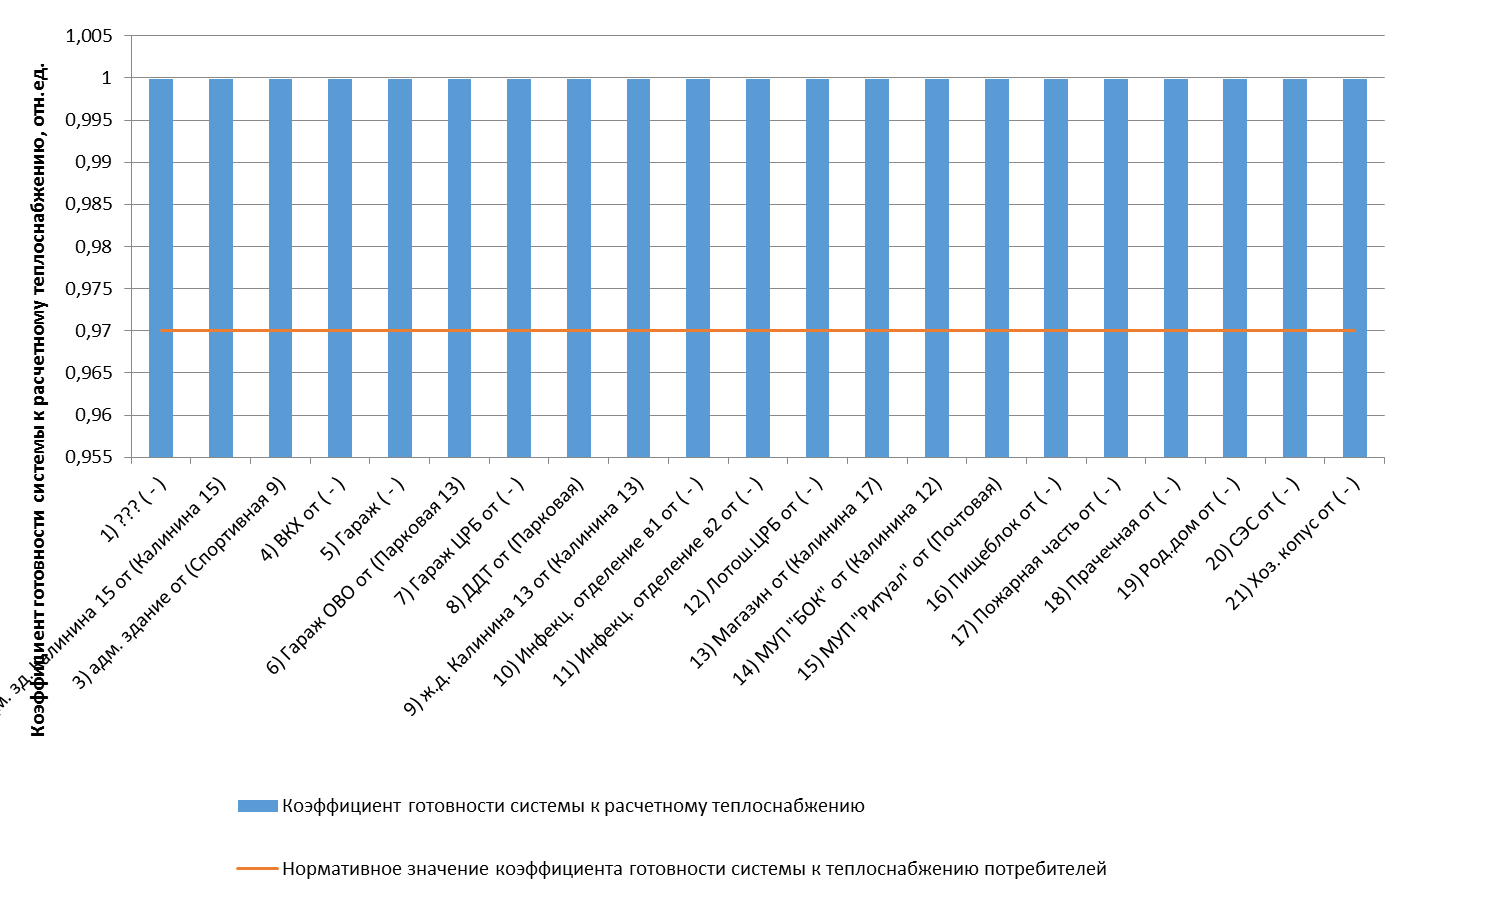 Коэффициент готовности системы к расчетному теплоснабжению, отн.ед.
1,005
1
0,995
0,99
0,985
0,98
0,975
0,97
0,965
0,96
0,955
1) ??? ( - )
зд. Калинина 15 от (Калинина 15)
3) адм. здание от (Спортивная 9)
4) ВКХ от ( - )
5) Гараж ( - )
6) Гараж ОВО от (Парковая 13)
7) Гараж ЦРБ от ( - )
8) ДДТ от (Парковая)
9) ж.д. Калинина 13 от (Калинина 13)
10) Инфекц. отделение в1 от ( - )
11) Инфекц. отделение в2 от ( - )
12) Лотош.ЦРБ от ( - )
13) Магазин от (Калинина 17)
14) МУП "БОК" от (Калинина 12)
15) МУП "Ритуал" от (Почтовая)
16) Пищеблок от ( - )
17) Пожарная часть от ( - )
18) Прачечная от ( - )
19) Род.дом от ( - )
20) СЭС от ( - )
21) Хоз. копус от ( - )
Коэффициент готовности системы к расчетному теплоснабжению
Нормативное значение коэффициента готовности системы к теплоснабжению потребителей